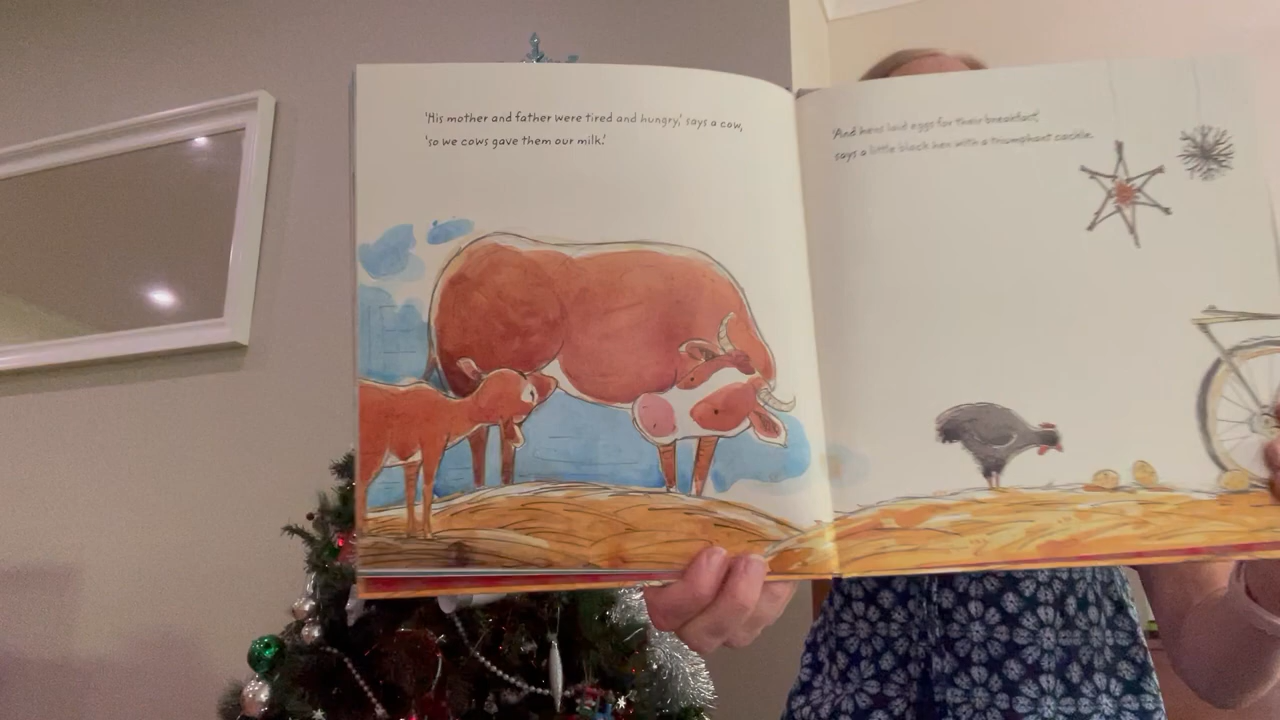 'His mother and father were tired and hungry,' says a cow,
'so we cows gave them our milk.'
'And hens laid eggs for their breakfast,'
says a little black hen with a triumphant cackle.